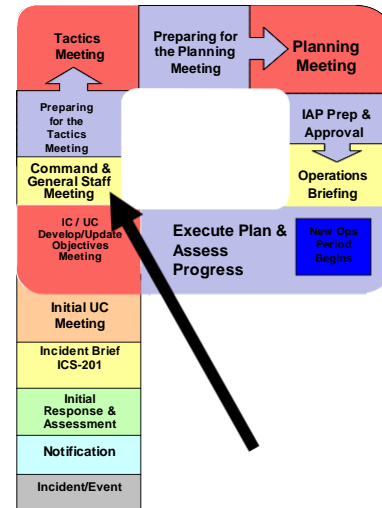 Tactics
Meeting
Preparing for
the Planning
Meeting
Planning
Meeting
Preparing
for the
Tactics
Meeting
IAP Prep &
Approval
Command &
General Staff
Meeting
Operations
Briefing
IC / UC
Develop/Update
Objectives
Meeting
Execute Plan &
Assess
Progress
New Ops
Period
Begins
Initial UC
Meeting
Incident Brief
ICS-201
Initial
Response &
Assessment
Notification
Incident/Event